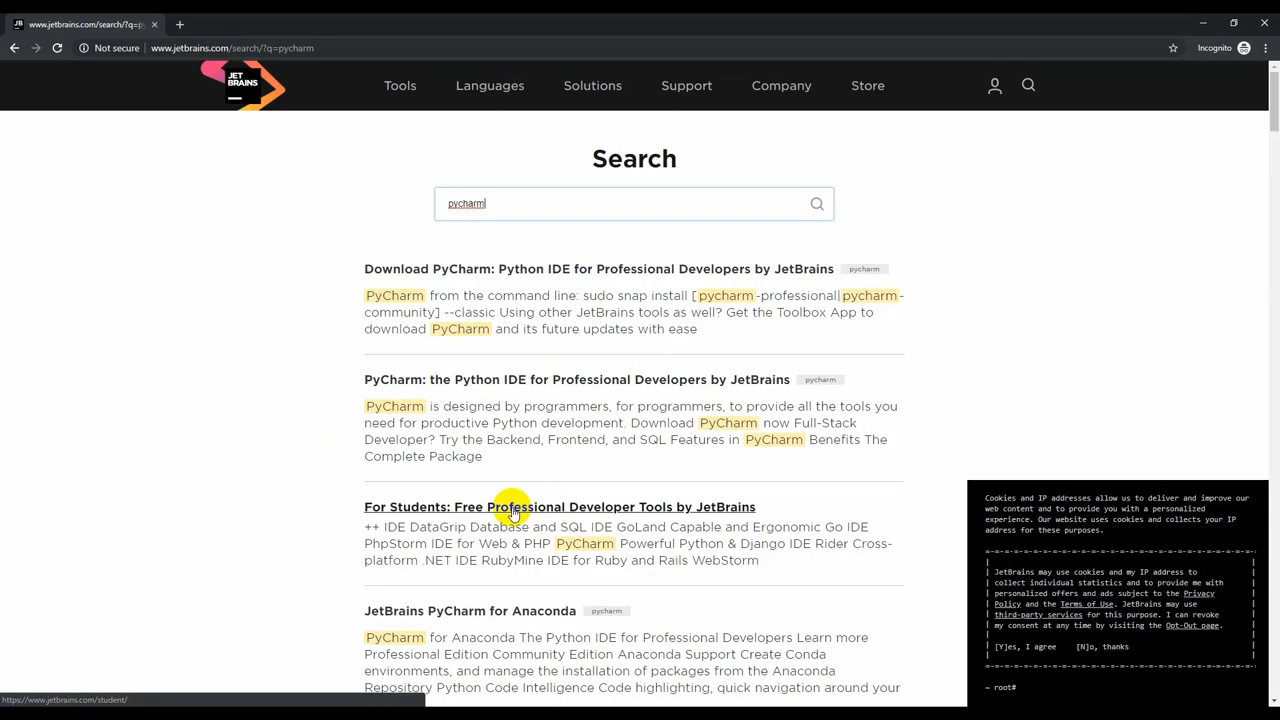 www.jetbrains.com/search/?q=py
Not secure | www.jetbrains.com/search/?q=pycharm
Incognito
JET
BRAINS
Tools
Languages
Solutions
Support
Company
Store
Search
pycharm
Download PyCharm: Python IDE for Professional Developers by JetBrains pycharm
PyCharm from the command line: sudo snap install [pycharm-professional|pycharm-
community] --classic Using other JetBrains tools as well? Get the Toolbox App to
download PyCharm and its future updates with ease
PyCharm: the Python IDE for Professional Developers by JetBrains pycharm
PyCharm is designed by programmers, for programmers, to provide all the tools you
need for productive Python development. Download PyCharm now Full-Stack
Developer? Try the Backend, Frontend, and SQL Features in PyCharm Benefits The
Complete Package
For Students: Free Professional Developer Tools by JetBrains
++ IDE DataGrip Database and SQL IDE GoLand Capable and Ergonomic Go IDE
PhpStorm IDE for Web & PHP PyCharm Powerful Python & Django IDE Rider Cross-
platform .NET IDE RubyMine IDE for Ruby and Rails WebStorm
JetBrains PyCharm for Anaconda pycharm
PyCharm for Anaconda The Python IDE for Professional Developers Learn more
Professional Edition Community Edition Anaconda Support Create Conda
environments, and manage the installation of packages from the Anaconda
Repository Python Code Intelligence Code highlighting, quick navigation around your
Cookies and IP addresses allow us to deliver and improve our
web content and to provide you with a personalized
experience. Our website uses cookies and collects your IP
address for these purposes.
JetBrains may use cookies and my IP address to
collect individual statistics and to provide me with
personalized offers and ads subject to the Privacy
Policy and the Terms of Use. JetBrains may use
third-party services for this purpose. I can revoke
my consent at any time by visiting the Opt-Out page.
[Y]es, I agree [N]o, thanks
~ root#
https://www.jetbrains.com/student/